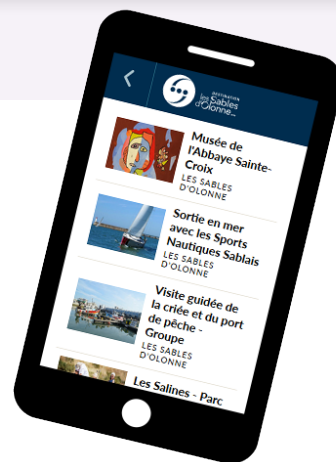 DESTINATION
les Sables
d'Olonne
Musée de
l'Abbaye Sainte-
Croix
LES SABLES
D'OLONNE
Sortie en mer
avec les Sports
Nautiques Sablais
LES SABLES
D'OLONNE
Visite guidée de
la criée et du port
de pêche -
Groupe
LES SABLES
D'OLONNE
Les Salines - Parc